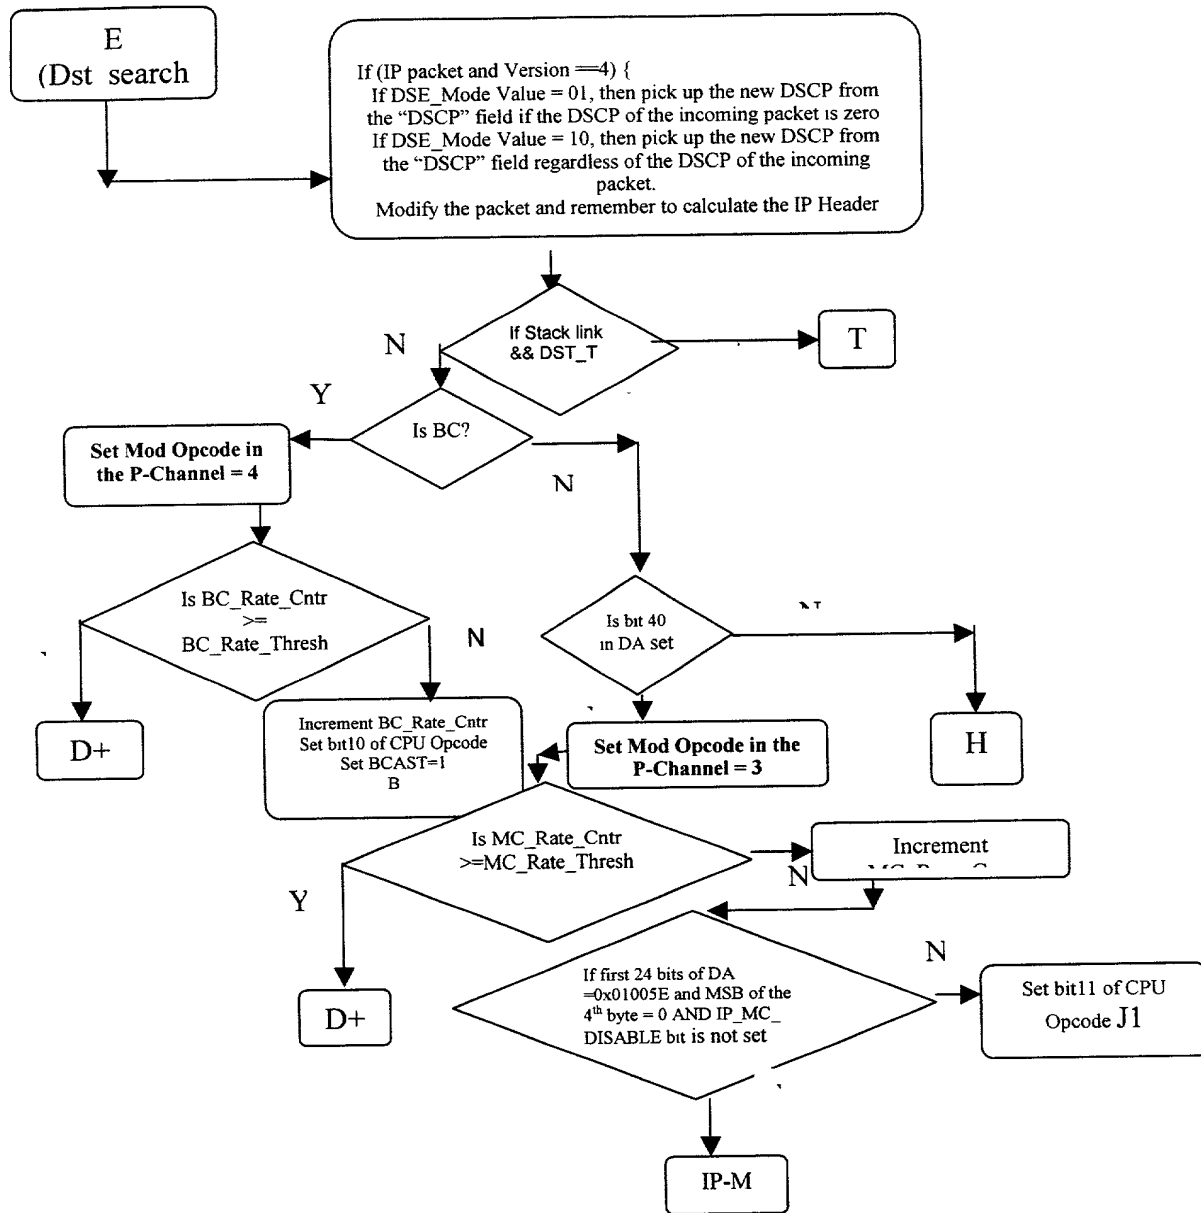 E
(Dst search
If (IP packet and Version ==4) {
If DSE_Mode Value = 01, then pick up the new DSCP from
the “DSCP” field if the DSCP of the incoming packet is zero
If DSE_Mode Value = 10, then pick up the new DSCP from
the “DSCP” field regardless of the DSCP of the incoming
packet.
Modify the packet and remember to calculate the IP Header
If Stack link
&& DST_T
T
N
Y
Is BC?
Set Mod Opcode in
the P-Channel = 4
N
Is BC_Rate_Cntr
>=
BC_Rate_Thresh
N
Is bit 40
in DA set
N
D+
Increment BC_Rate_Cntr
Set bit10 of CPU Opcode
Set BCAST=1
B
Set Mod Opcode in the
P-Channel = 3
H
Is MC_Rate_Cntr
>=MC_Rate_Thresh
Increment
N
Y
D+
If first 24 bits of DA
=0x01005E and MSB of the
4th byte = 0 AND IP_MC_
DISABLE bit is not set
N
Set bit11 of CPU
Opcode J1
IP-M